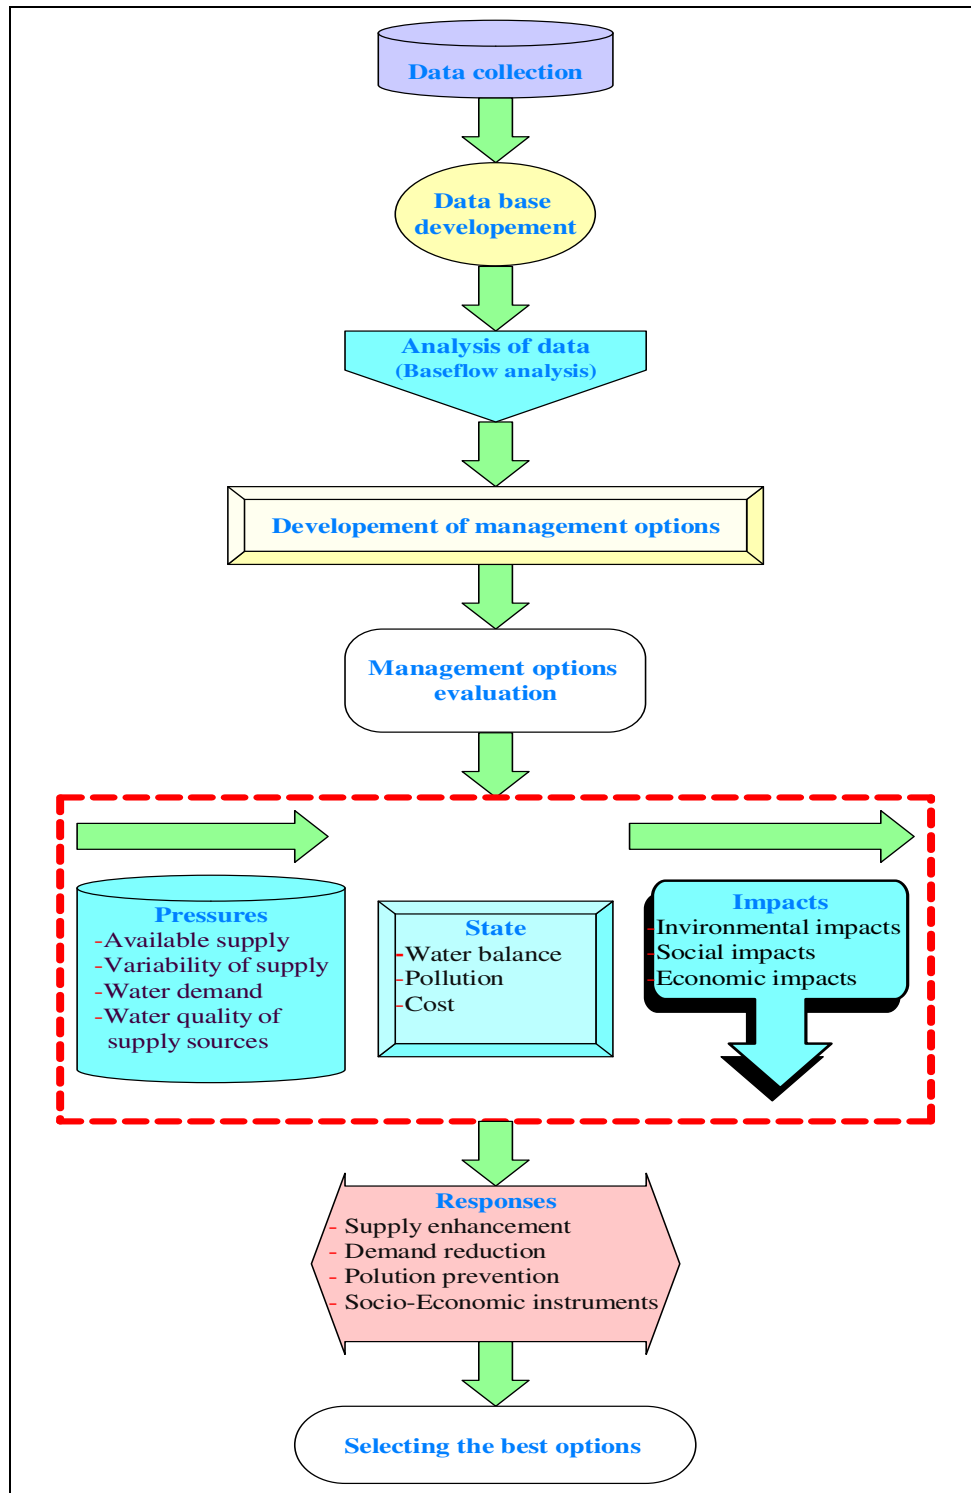 Data collection
Data base
developement
Analysis of data
(Baseflow analysis)
Developement of management options
Management options
evaluation
Pressures
-Available supply
-Variability of supply
-Water demand
-Water quality of
supply sources
State
-Water balance
-Pollution
-Cost
Impacts
-Invironmental impacts
-Social impacts
-Economic impacts
Responses
- Supply enhancement
- Demand reduction
- Polution prevention
- Socio-Economic instruments
Selecting the best options